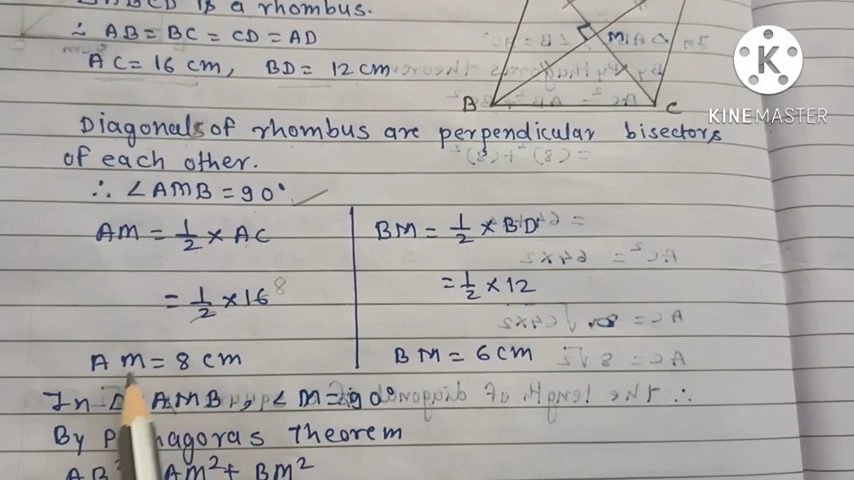 ABCD is a rhombus.
∴ AB = BC = CD = AD
AC = 16 cm, BD = 12 cm
M
B
C
K
KINEMASTER
Diagonals of rhombus are perpendicular bisectors
of each other.
∴ ∠AMB = 90°
AM = 1/2 × AC
= 1/2 × 16 8
AM = 8 cm
BM = 1/2 × BD
= 1/2 × 12
BM = 6 cm
In Δ AMB, ∠M = 90°
By Theorem
AB² AM² + BM²